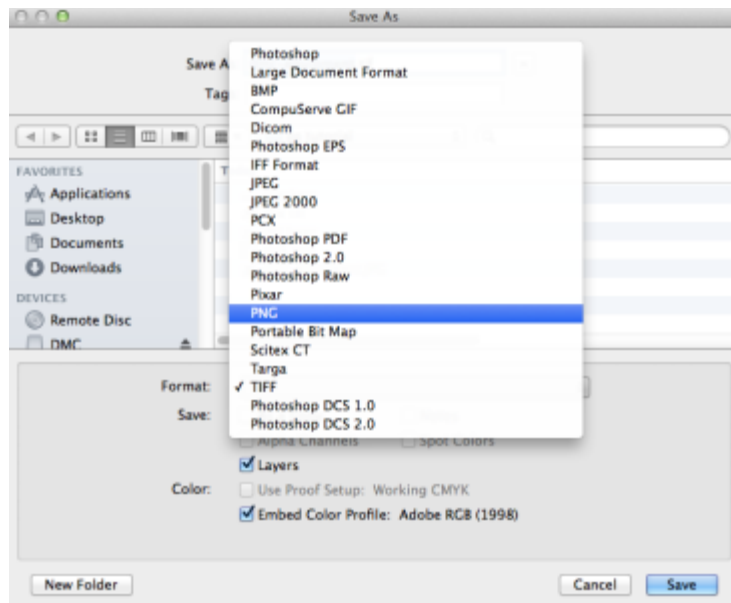 Save As
Save A
Tag
Photoshop
Large Document Format
BMP
CompuServe GIF
Dicom
Photoshop EPS
IFF Format
JPEG
JPEG 2000
PCX
Photoshop PDF
Photoshop 2.0
Photoshop Raw
Pixar
PNG
Portable Bit Map
Scitex CT
Targa
✓ TIFF
Photoshop DCS 1.0
Photoshop DCS 2.0
FAVORITES
Applications
Desktop
Documents
Downloads
DEVICES
Remote Disc
DMC
T
Format:
Save:
Alpha Channels Spot Colors
Layers
Color:
Use Proof Setup: Working CMYK
Embed Color Profile: Adobe RGB (1998)
New Folder
Cancel
Save